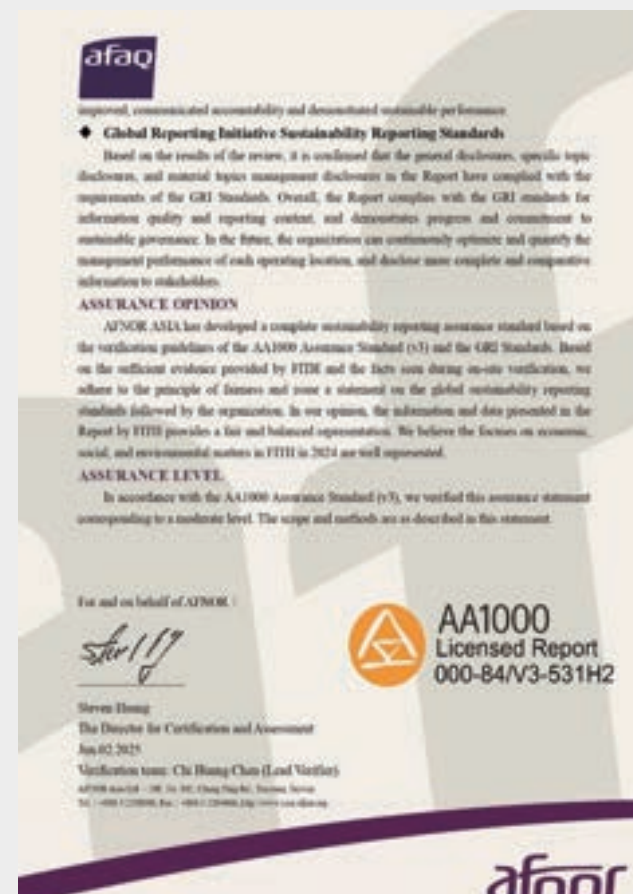 afaq
improved, communicated accountability and demonstrated sustainable performance.
◆ Global Reporting Initiative Sustainability Reporting Standards
Based on the results of the review, it is confirmed that the general disclosures, specific topic
disclosures, and material topics management disclosures in the Report have complied with the
requirements of the GRI Standards. Overall, the Report complies with the GRI standards for
information quality and reporting content, and demonstrates progress and commitment to
sustainable governance. In the future, the organization can continuously optimize and quantify the
management performance of each operating location, and disclose more complete and comparative
information to stakeholders.
ASSURANCE OPINION
AFNOR ASIA has developed a complete sustainability reporting assurance standard based on
the verification guidelines of the AA1000 Assurance Standard (v3) and the GRI Standards. Based
on the sufficient evidence provided by FITH and the facts seen during on-site verification, we
adhere to the principle of fairness and issue a statement on the global sustainability reporting
standards followed by the organization. In our opinion, the information and data presented in the
Report by FITH provides a fair and balanced representation. We believe the focuses on economic,
social, and environmental matters in FITH in 2024 are well represented.
ASSURANCE LEVEL
In accordance with the AA1000 Assurance Standard (v3), we verified this assurance statement
corresponding to a moderate level. The scope and methods are as described in this statement.
For and on behalf of AFNOR :
AA1000
Licensed Report
000-84/V3-531H2
Steven Huang
The Director for Certification and Assessment
Jun.02.2025
Verification team: Chi Huang Chen (Lead Verifier)
afnor